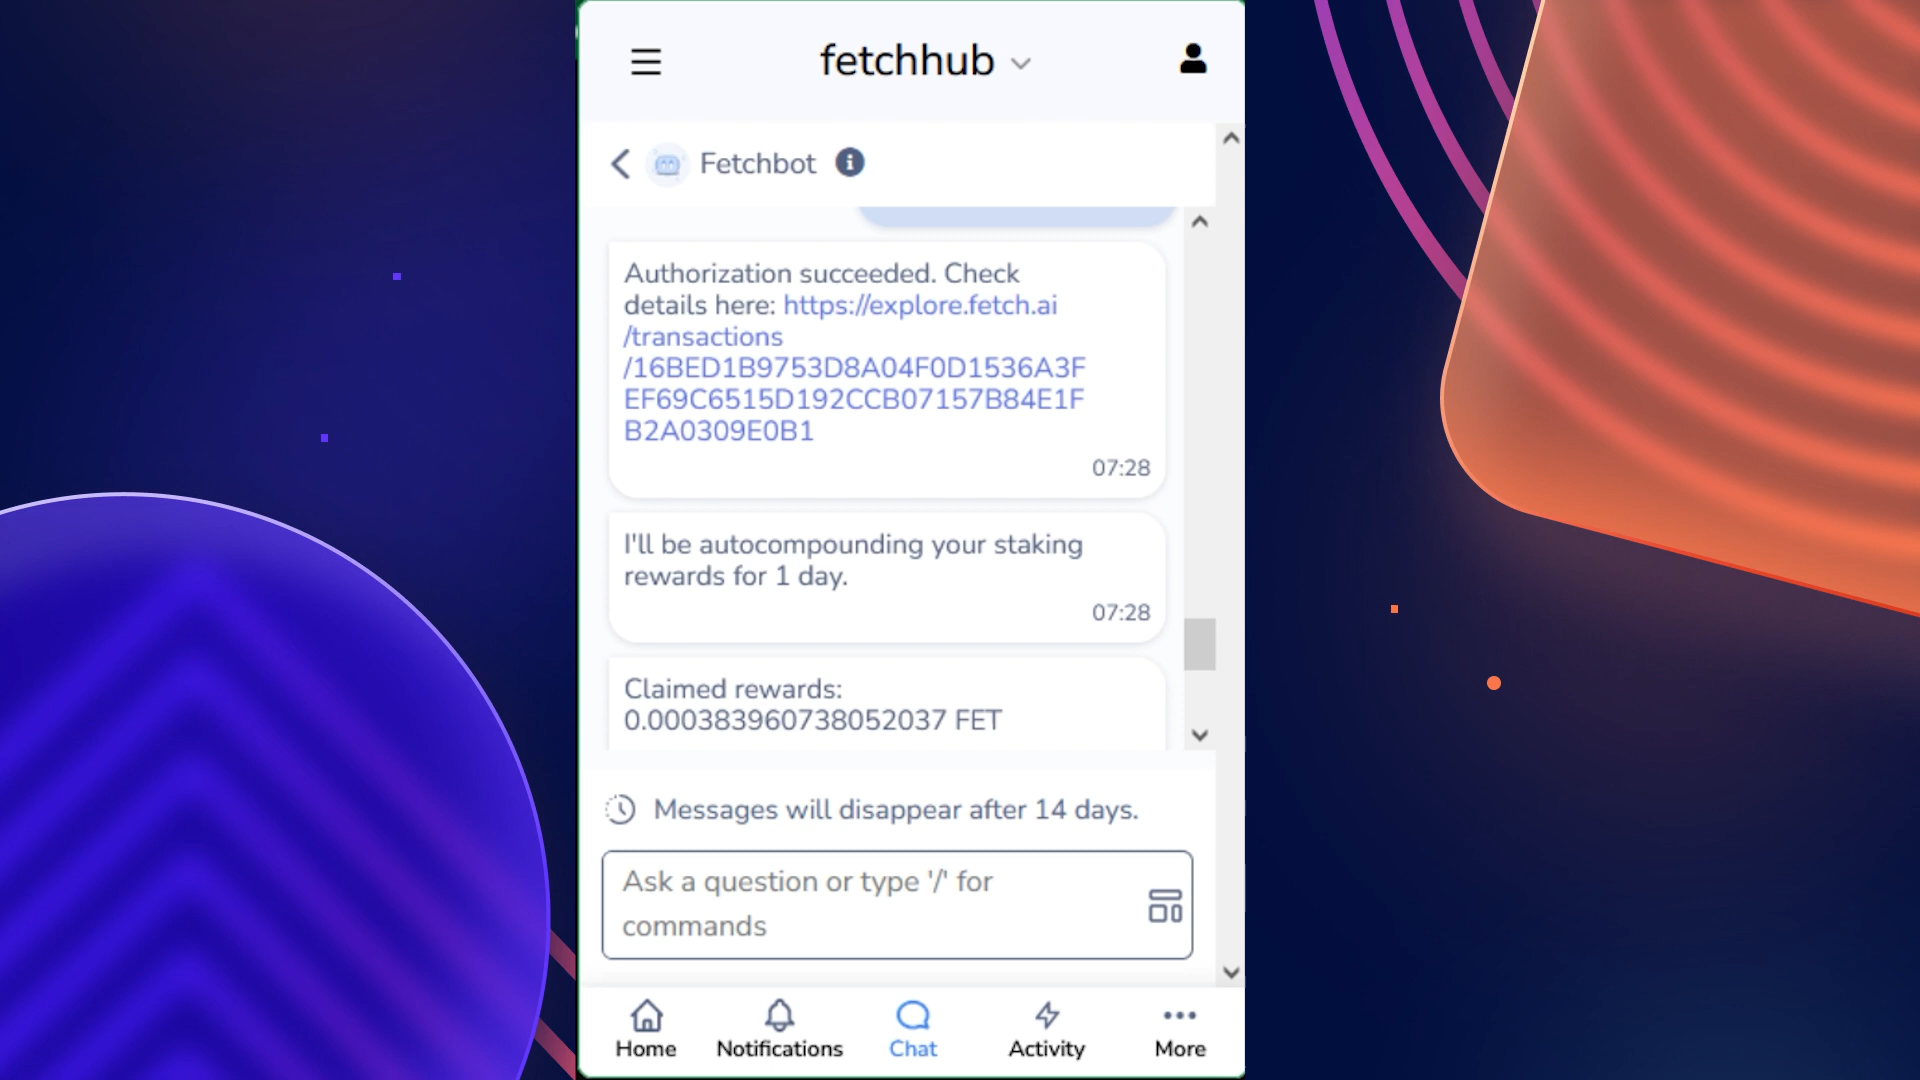 fetchhub
Fetchbot
Authorization succeeded. Check
details here: https://explore.fetch.ai
/transactions
/16BED1B9753D8A04F0D1536A3F
EF69C6515D192CCB07157B84E1F
B2A0309E0B1
07:28
I'll be autocompounding your staking
rewards for 1 day.
07:28
Claimed rewards:
0.000383960738052037 FET
Messages will disappear after 14 days.
Ask a question or type '/' for
commands
Home Notifications Chat Activity More